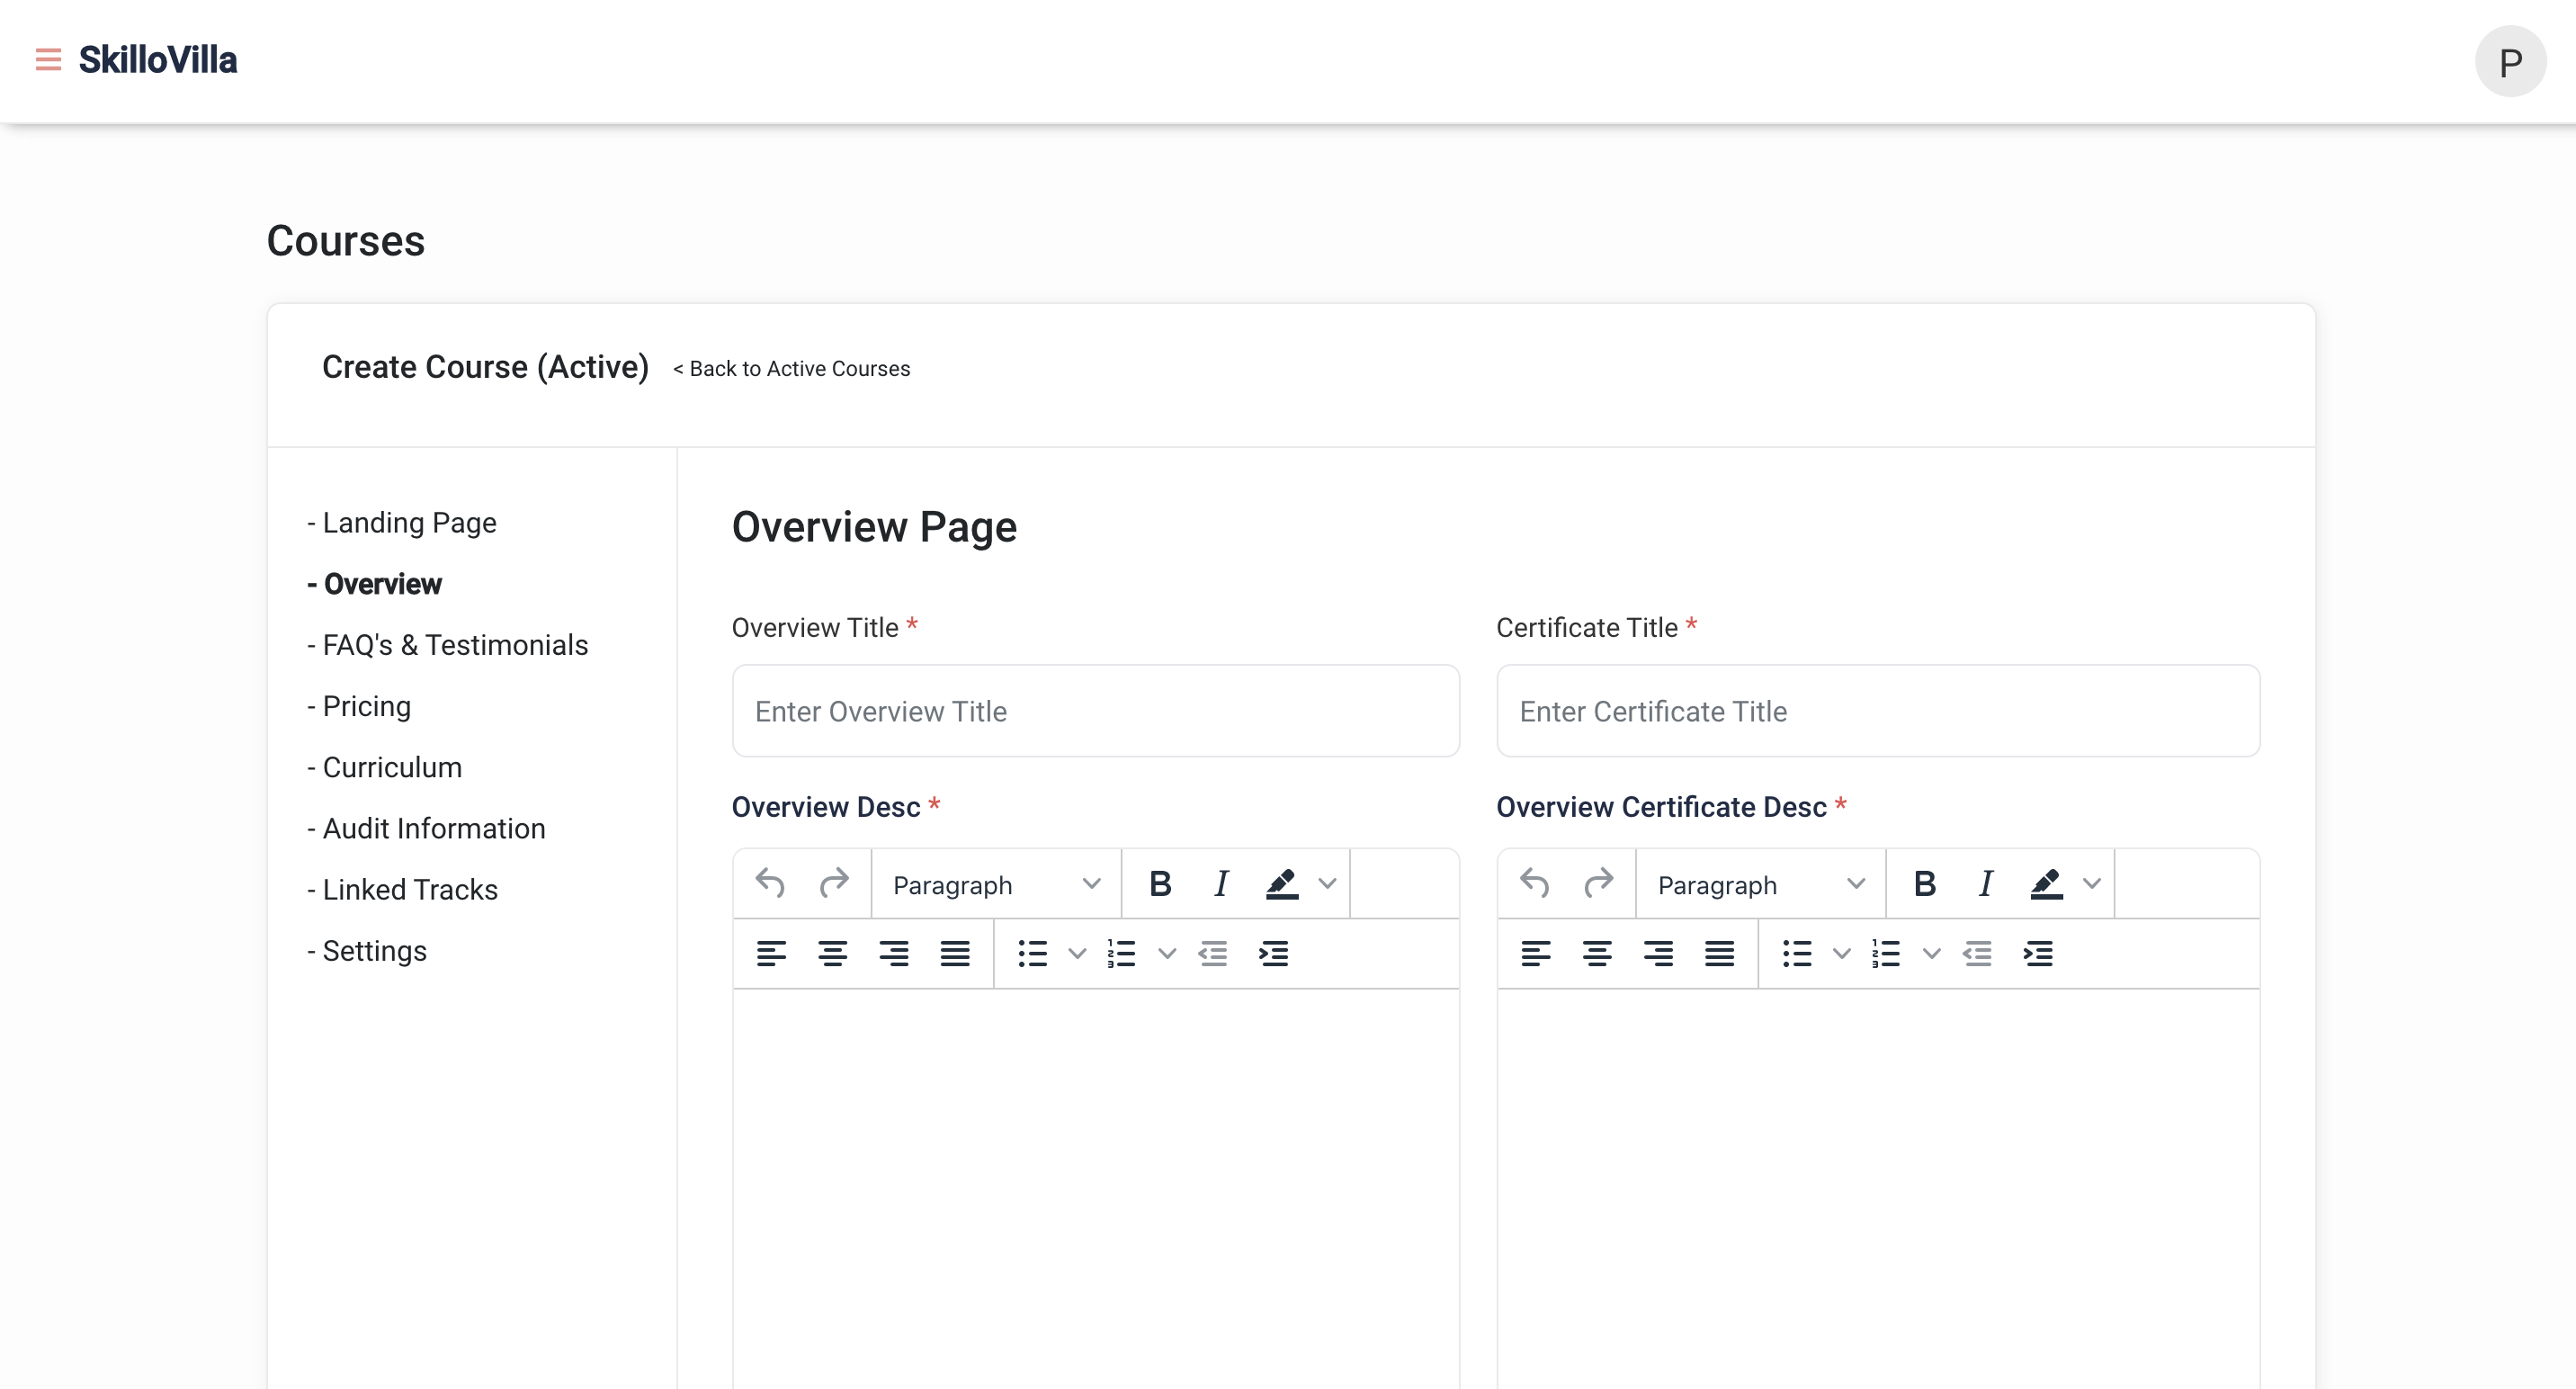 SkilloVilla
P
Courses
Create Course (Active) < Back to Active Courses
- Landing Page
- Overview
- FAQ's & Testimonials
- Pricing
- Curriculum
- Audit Information
- Linked Tracks
- Settings
Overview Page
Overview Title *
Enter Overview Title
Certificate Title *
Enter Certificate Title
Overview Desc *
Paragraph
B I
Overview Certificate Desc *
Paragraph
B I